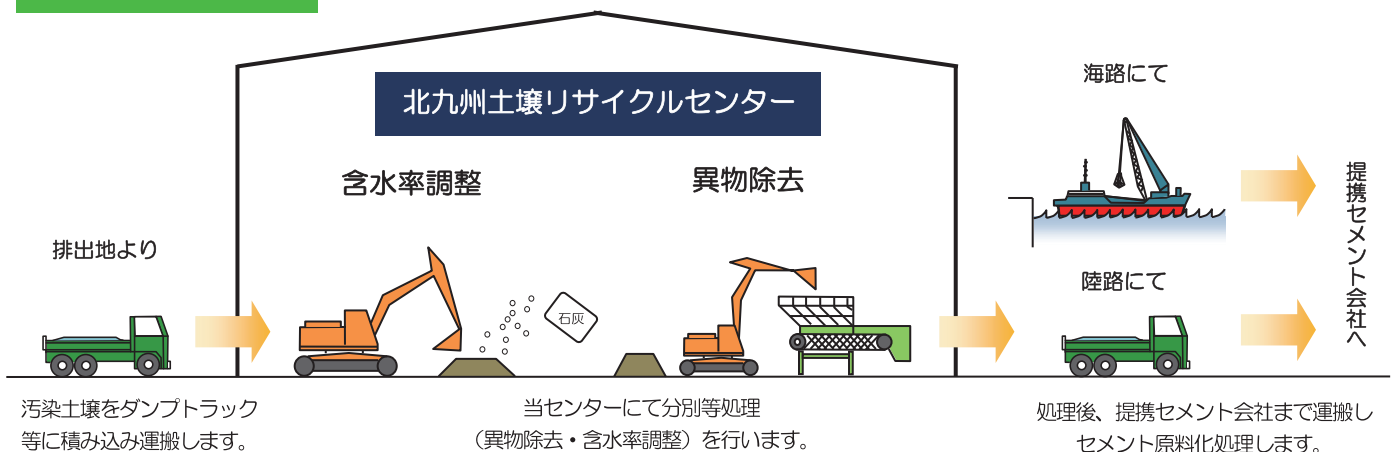 北九州土壌リサイクルセンター
含水率調整
異物除去
石灰
排出地より
海路にて
陸路にて
提携セメント会社へ
汚染土壌をダンプトラック
等に積み込み運搬します。
当センターにて分別等処理
（異物除去・含水率調整）を行います。
処理後、提携セメント会社まで運搬し
セメント原料化処理します。